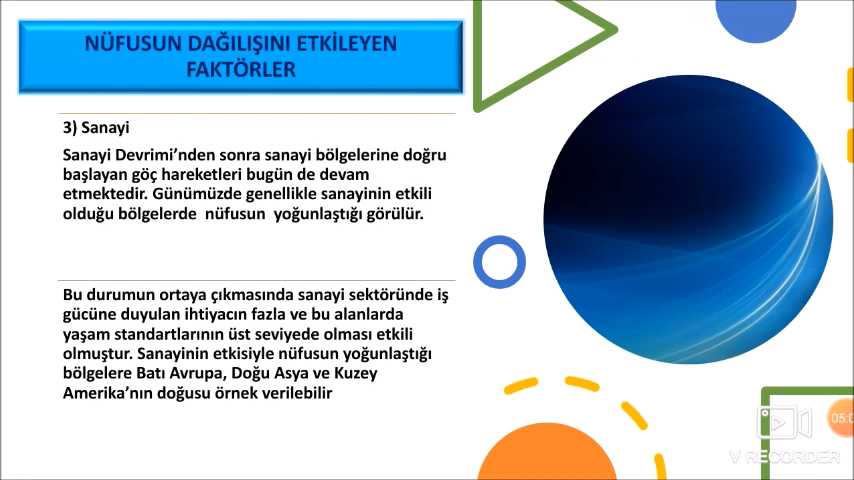 NÜFUSUN DAĞILIŞINI ETKİLEYEN
FAKTÖRLER
3) Sanayi
Sanayi Devrimi’nden sonra sanayi bölgelerine doğru
başlayan göç hareketleri bugün de devam
etmektedir. Günümüzde genellikle sanayinin etkili
olduğu bölgelerde nüfusun yoğunlaştığı görülür.
Bu durumun ortaya çıkmasında sanayi sektöründe iş
gücüne duyulan ihtiyacın fazla ve bu alanlarda
yaşam standartlarının üst seviyede olması etkili
olmuştur. Sanayinin etkisiyle nüfusun yoğunlaştığı
bölgelere Batı Avrupa, Doğu Asya ve Kuzey
Amerika’nın doğusu örnek verilebilir
V RECORDER